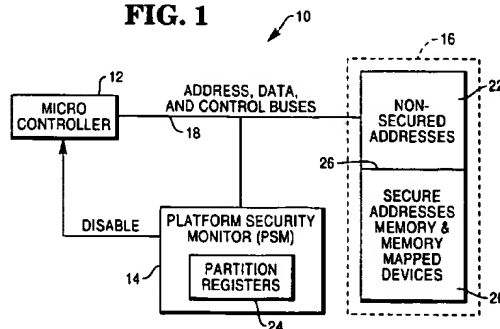 FIG. 1
10
16
12
22
MICRO
CONTROLLER
ADDRESS, DATA,
AND CONTROL BUSES
18
NON-
SECURED
ADDRESSES
26
DISABLE
PLATFORM SECURITY
MONITOR (PSM)
14
PARTITION
REGISTERS
24
SECURE
ADDRESSES
MEMORY &
MEMORY
MAPPED
DEVICES
20